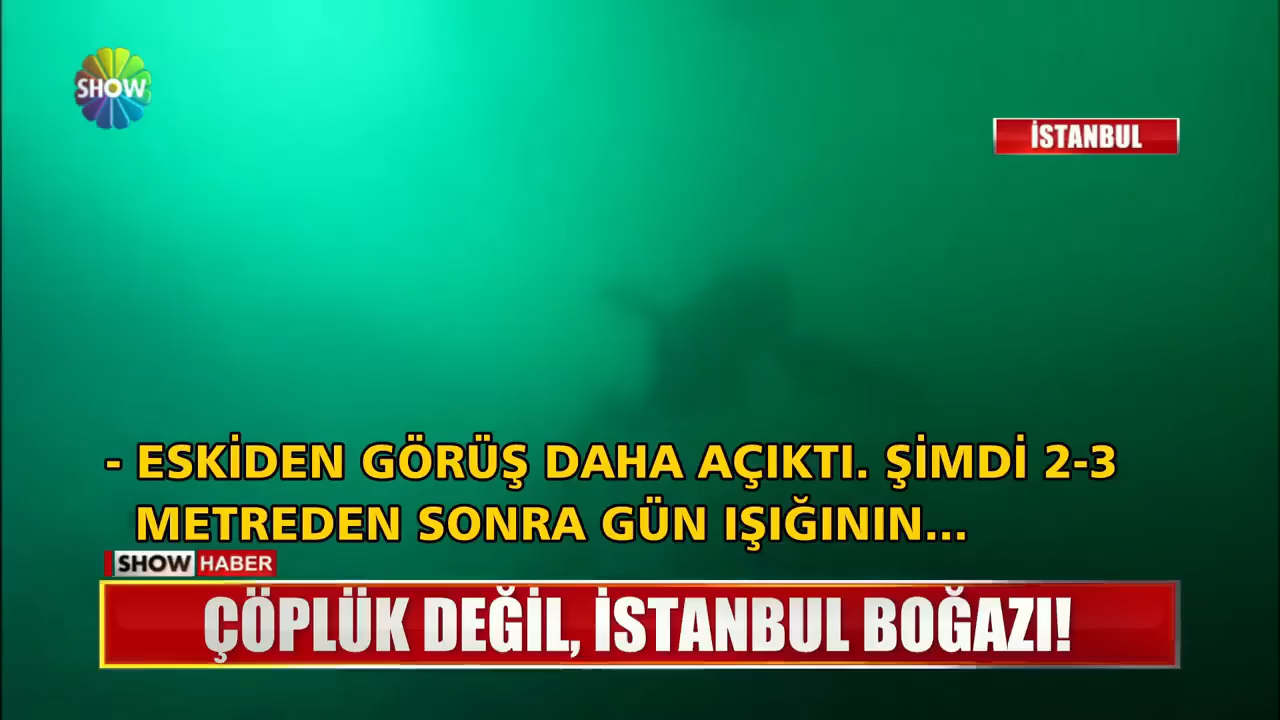 SHOW
İSTANBUL
- ESKİDEN GÖRÜŞ DAHA AÇIKTI. ŞİMDİ 2-3
METREDEN SONRA GÜN IŞIĞININ...
SHOW HABER
ÇÖPLÜK DEĞİL, İSTANBUL BOĞAZI!